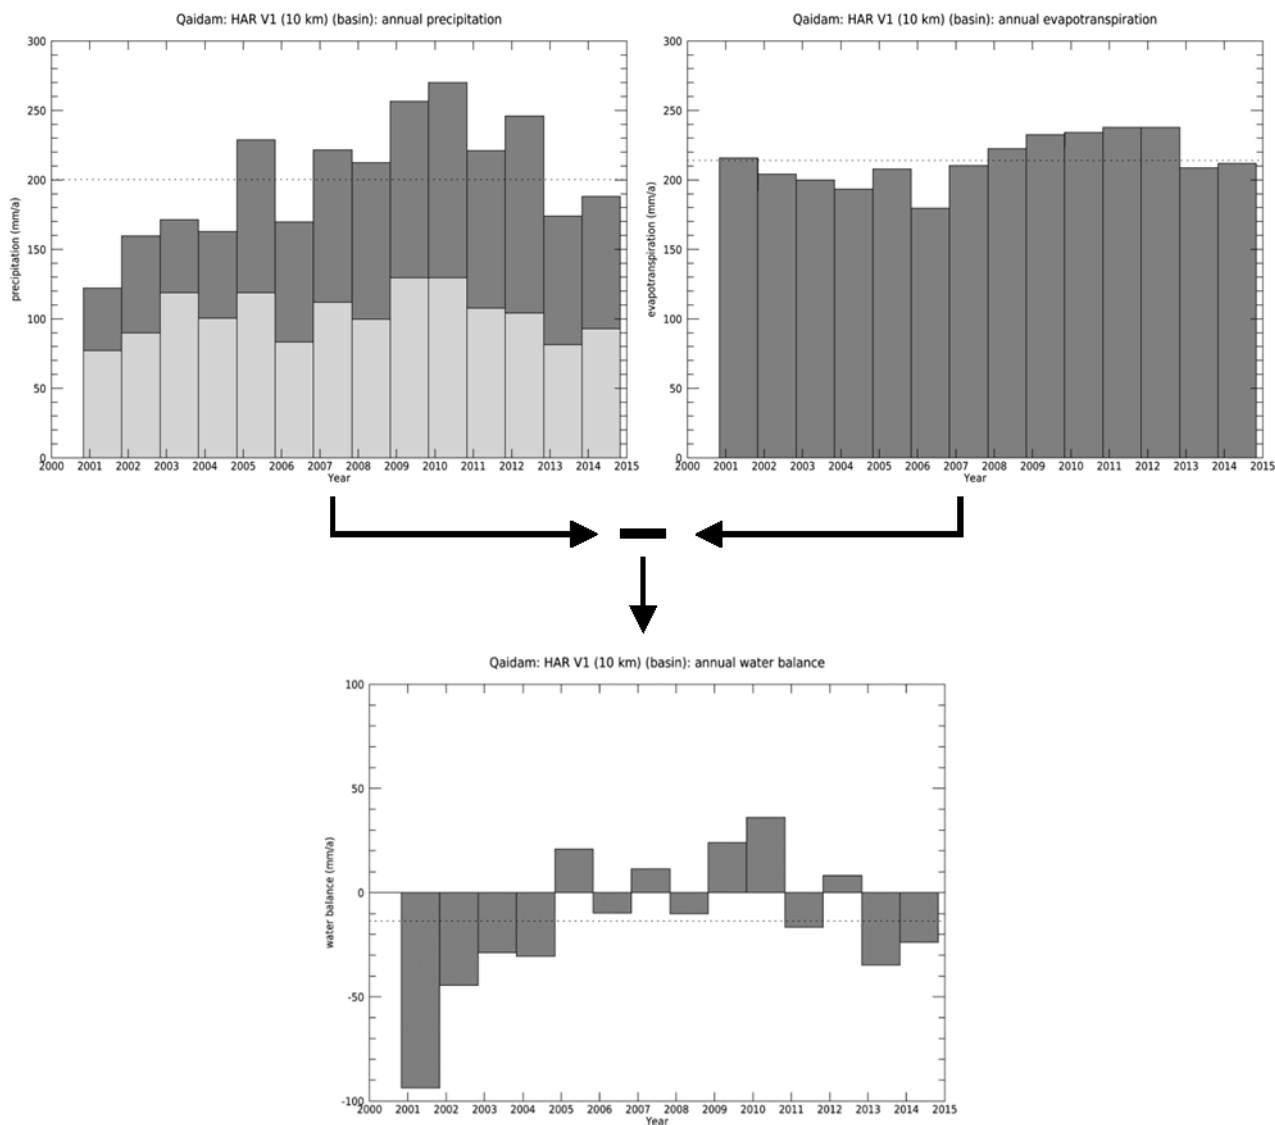 Qaidam: HAR V1 (10 km) (basin): annual precipitation
300
250
200
150
100
50
0
precipitation (mm/a)
2000 2001 2002 2003 2004 2005 2006 2007 2008 2009 2010 2011 2012 2013 2014 2015
Year
Qaidam: HAR V1 (10 km) (basin): annual evapotranspiration
300
250
200
150
100
50
0
evapotranspiration (mm/a)
2000 2001 2002 2003 2004 2005 2006 2007 2008 2009 2010 2011 2012 2013 2014 2015
Year
Qaidam: HAR V1 (10 km) (basin): annual water balance
100
50
0
-50
-100
water balance (mm/a)
2000 2001 2002 2003 2004 2005 2006 2007 2008 2009 2010 2011 2012 2013 2014 2015
Year